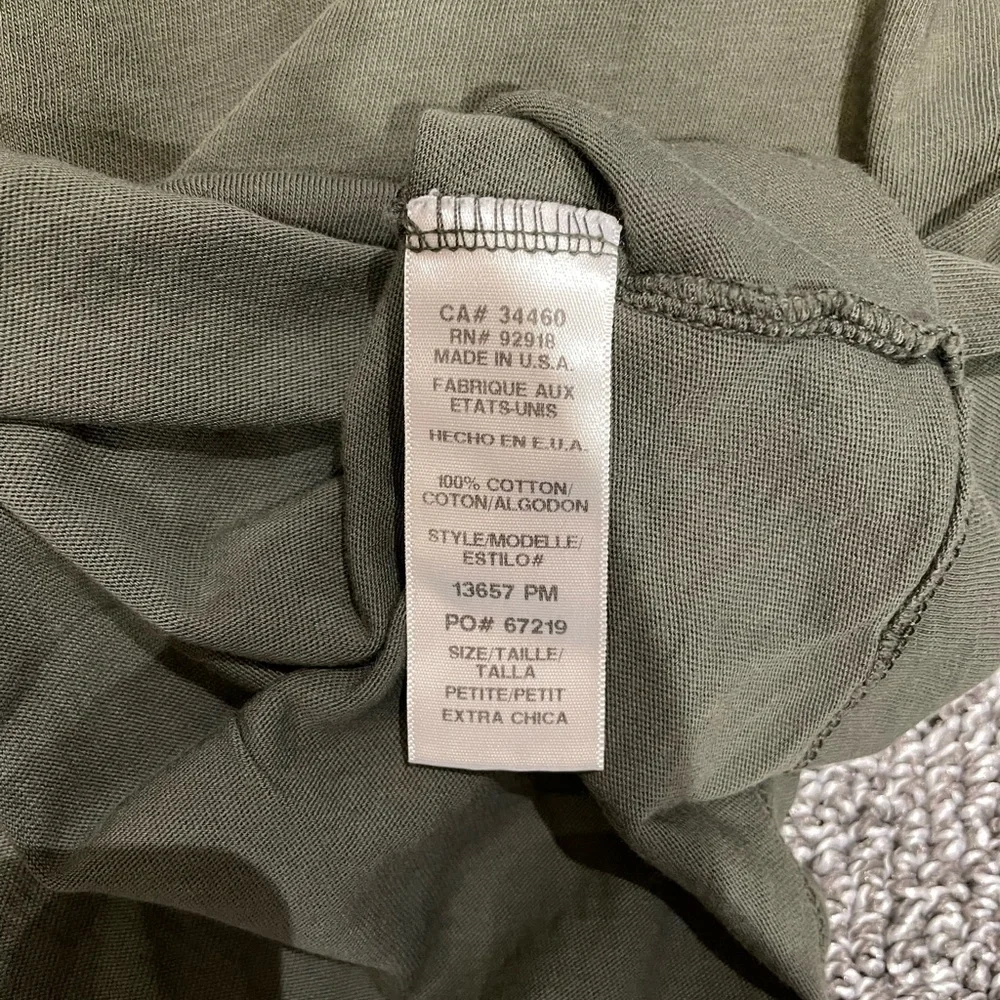 CA# 34460
RN# 92918
MADE IN U.S.A.
FABRIQUE AUX
ETATS-UNIS
HECHO EN E.U.A.
100% COTTON/
COTON/ALGODON
STYLE/MODELLE/
ESTILO#
13657 PM
PO# 67219
SIZE/TAILLE/
TALLA
PETITE/PETIT
EXTRA CHICA